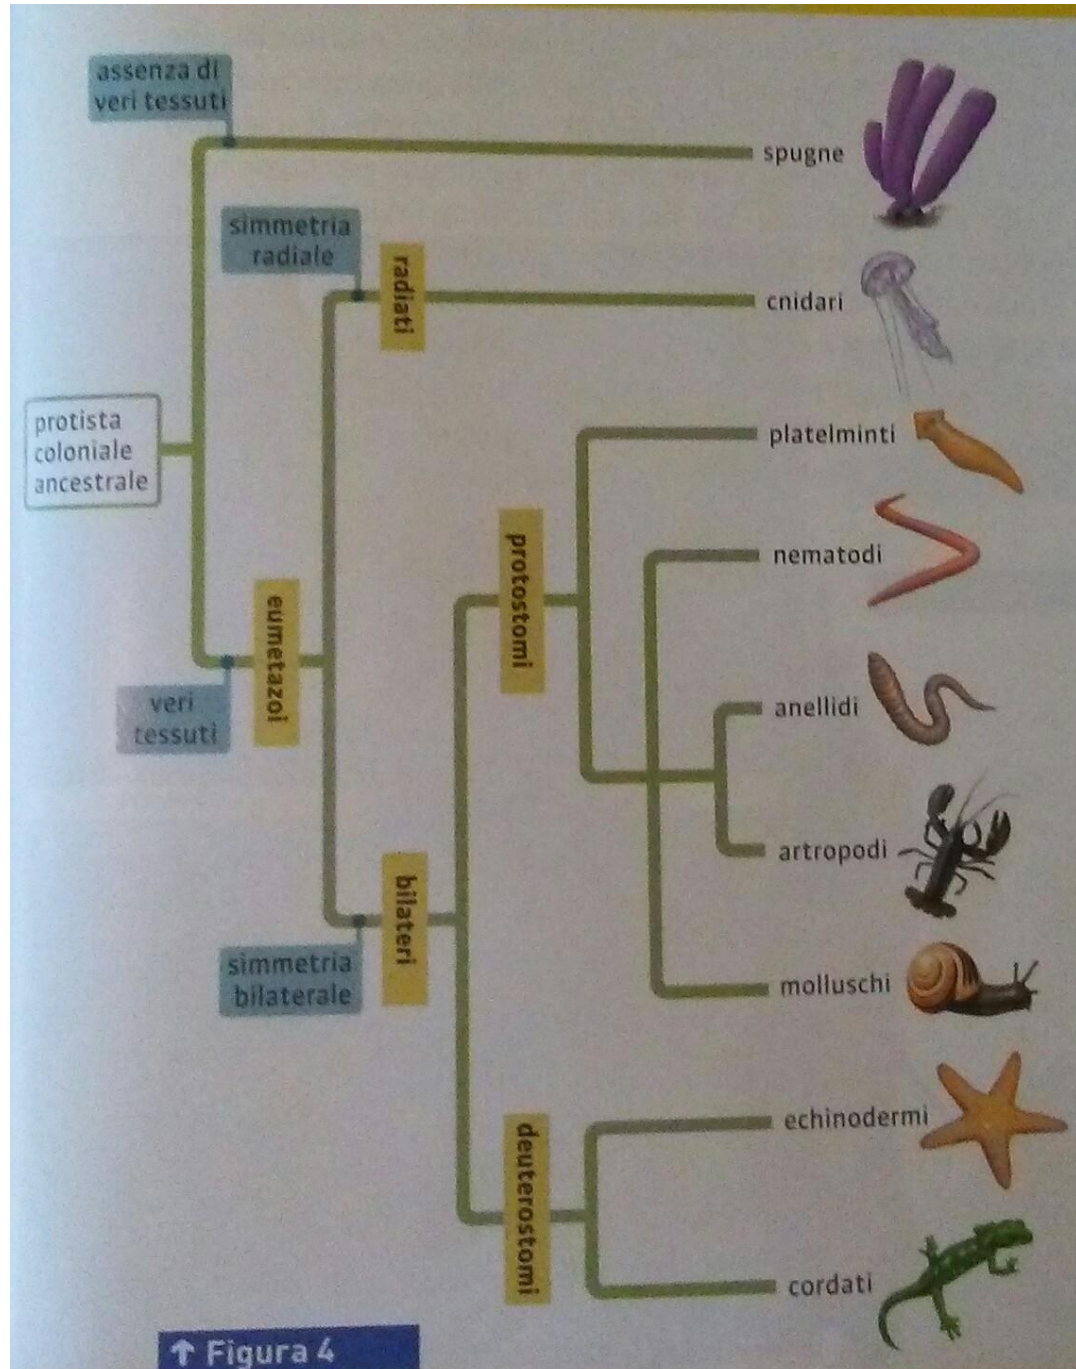 assenza di
veri tessuti
spugne
simmetria
radiale
radiati
cnidari
protista
coloniale
ancestrale
platelminti
nematodi
protostomi
eumetazoi
veri
tessuti
anellidi
artropodi
bilateri
simmetria
bilaterale
molluschi
echinodermi
deuterostomi
cordati
↑ Figura 4